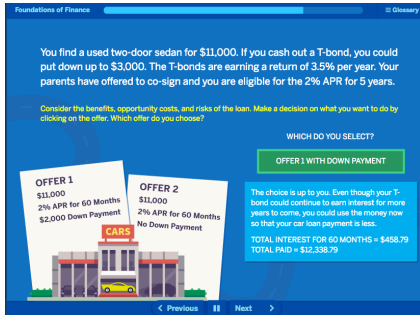 Foundations of Finance
Glossary
You find a used two-door sedan for $11,000. If you cash out a T-bond, you could
put down up to $3,000. The T-bonds are earning a return of 3.5% per year. Your
parents have offered to co-sign and you are eligible for the 2% APR for 5 years.
Consider the benefits, opportunity costs, and risks of the loan. Make a decision on what you want to do by
clicking on the offer. Which offer do you choose?
WHICH DO YOU SELECT?
OFFER 1 WITH DOWN PAYMENT
OFFER 1
$11,000
2% APR for 60 Months
$2,000 Down Payment
OFFER 2
$11,000
2% APR for 60 Months
No Down Payment
CARS
The choice is up to you. Even though your T-
bond could continue to earn interest for more
years to come, you could use the money now
so that your car loan payment is less.
TOTAL INTEREST FOR 60 MONTHS = $458.79
TOTAL PAID = $12,338.79
Previous
Next